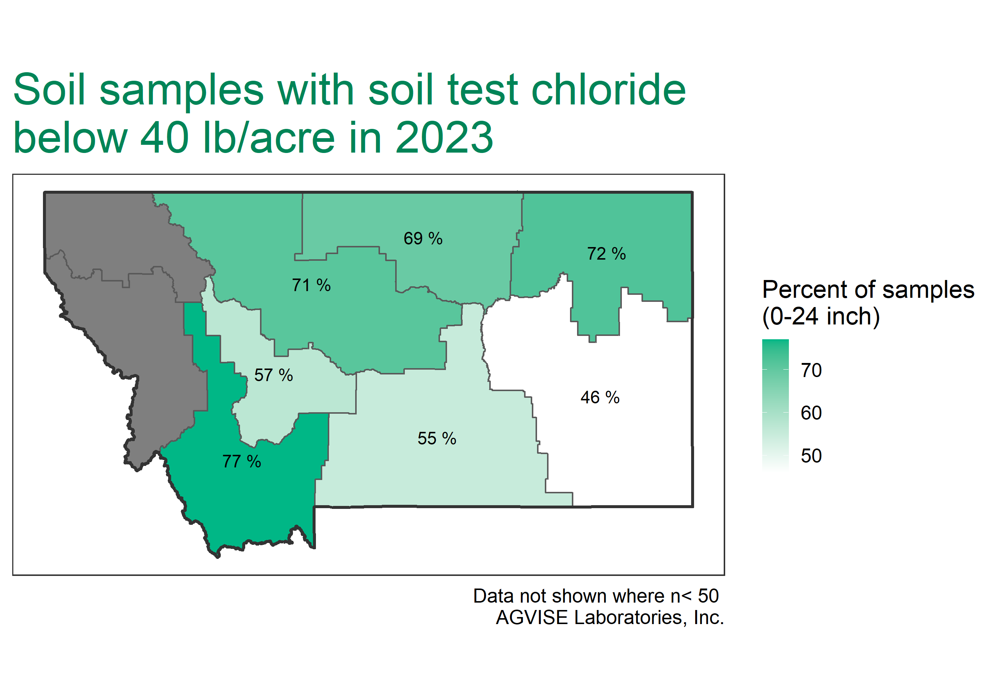 Soil samples with soil test chloride
below 40 lb/acre in 2023
69 %
72 %
71 %
57 %
46 %
55 %
77 %
Percent of samples
(0-24 inch)
70
60
50
Data not shown where n< 50
AGVISE Laboratories, Inc.